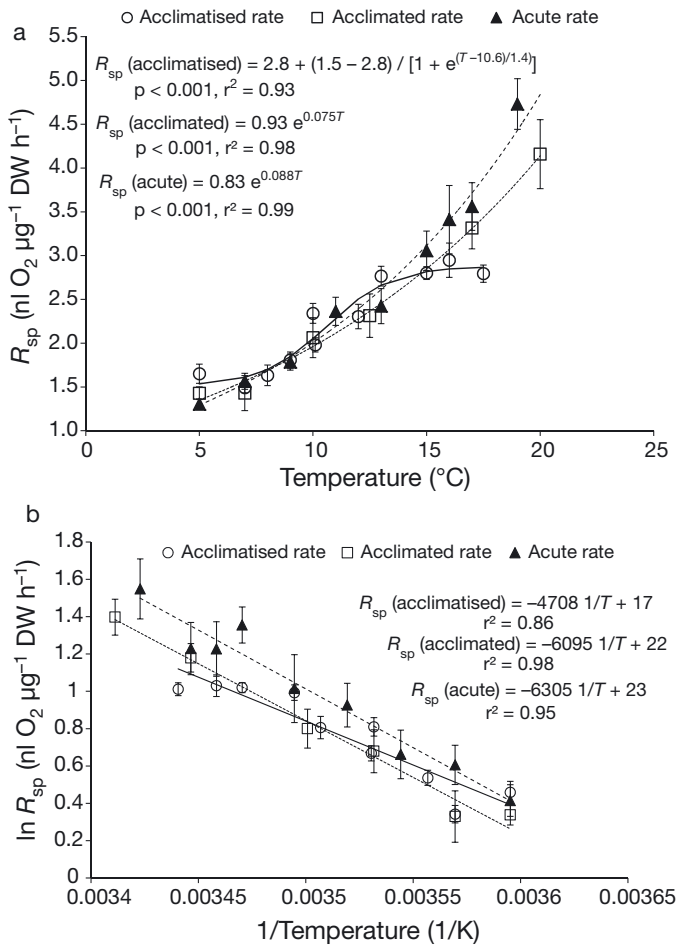 a
Acclimatised rate Acclimated rate Acute rate
R_sp (acclimatised) = 2.8 + (1.5 – 2.8) / [1 + e^(T – 10.6)/1.4)]
p < 0.001, r² = 0.93
R_sp (acclimated) = 0.93 e^0.075T
p < 0.001, r² = 0.98
R_sp (acute) = 0.83 e^0.088T
p < 0.001, r² = 0.99
R_sp (nl O₂ µg⁻¹ DW h⁻¹)
5.5
5.0
4.5
4.0
3.5
3.0
2.5
2.0
1.5
1.0
0 5 10 15 20 25
Temperature (°C)
b
Acclimatised rate Acclimated rate Acute rate
R_sp (acclimatised) = –4708 1/T + 17
r² = 0.86
R_sp (acclimated) = –6095 1/T + 22
r² = 0.98
R_sp (acute) = –6305 1/T + 23
r² = 0.95
ln R_sp (nl O₂ µg⁻¹ DW h⁻¹)
1.8
1.6
1.4
1.2
1
0.8
0.6
0.4
0.2
0
0.0034 0.00345 0.0035 0.00355 0.0036 0.00365
1/Temperature (1/K)